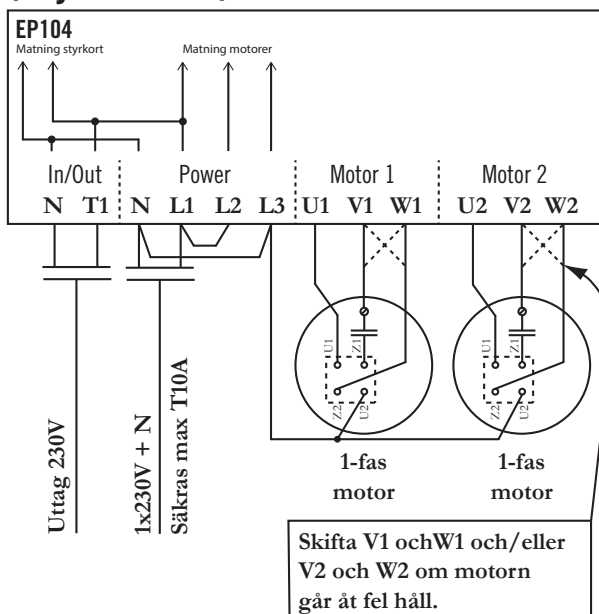 EP104
Matning styrkort
Matning motorer
In/Out
Power
Motor 1
Motor 2
N T1 N L1 L2 L3 U1 V1 W1 U2 V2 W2
U1 Z1
Z2 U2
U1 Z1
Z2 U2
Uttag 230V
1x230V + N
Säkras max T10A
1-fas
motor
1-fas
motor
Skifta V1 ochW1 och/eller
V2 och W2 om motorn
går åt fel håll.